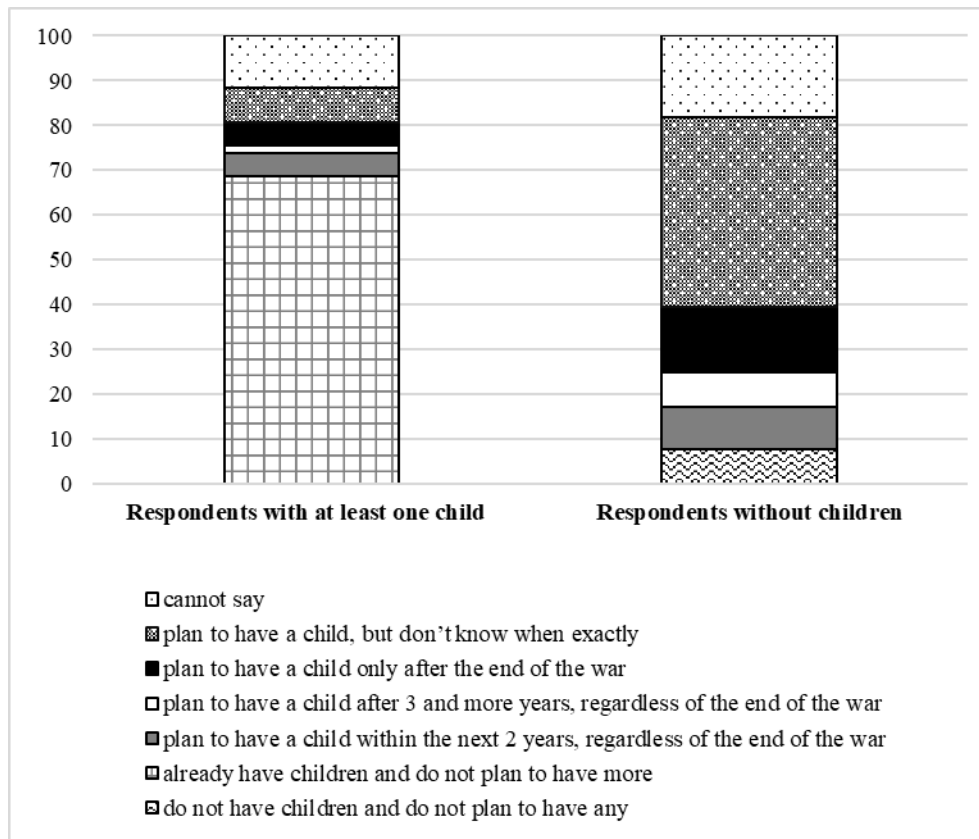 100
90
80
70
60
50
40
30
20
10
0
Respondents with at least one child
Respondents without children
cannot say
plan to have a child, but don't know when exactly
plan to have a child only after the end of the war
plan to have a child after 3 and more years, regardless of the end of the war
plan to have a child within the next 2 years, regardless of the end of the war
already have children and do not plan to have more
do not have children and do not plan to have any